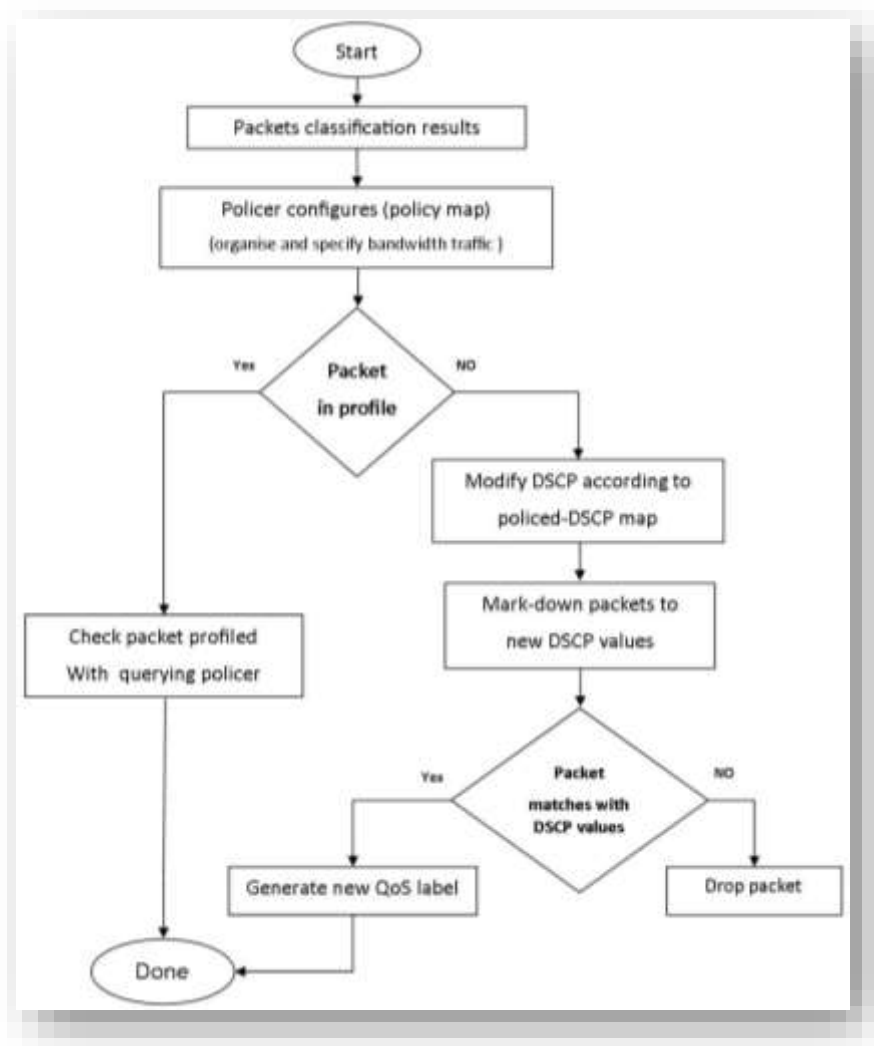 Start
Packets classification results
Policer configures (policy map)
(organise and specify bandwidth traffic )
Yes
Packet
in profile
NO
Modify DSCP according to
policed-DSCP map
Mark-down packets to
new DSCP values
Check packet profiled
With querying policer
Yes
Packet
matches with
DSCP values
NO
Generate new QoS label
Drop packet
Done